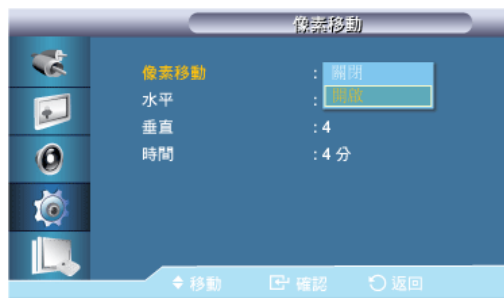 像素移動
像素移動 : 關閉
水平 : 開啟
垂直 : 4
時間 : 4 分
移動 確認 返回